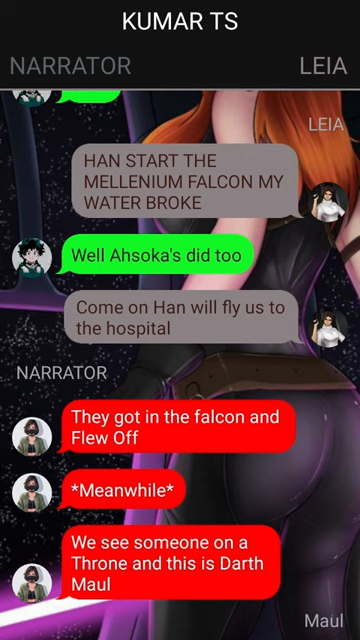 KUMAR TS
NARRATOR LEIA
LEIA
HAN START THE
MELLENIUM FALCON MY
WATER BROKE
Well Ahsoka's did too
Come on Han will fly us to
the hospital
NARRATOR
They got in the falcon and
Flew Off
*Meanwhile*
We see someone on a
Throne and this is Darth
Maul
Maul